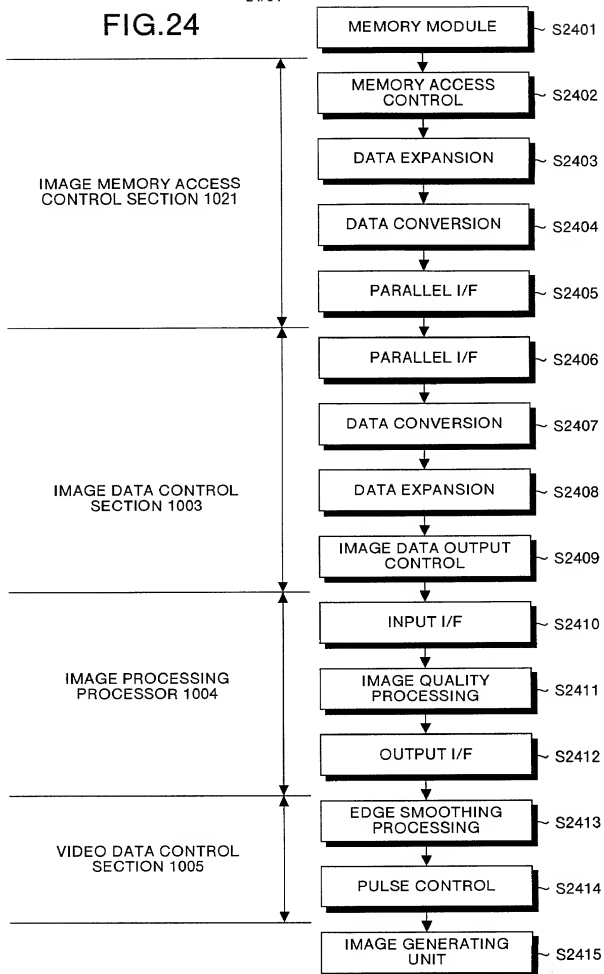 FIG.24
MEMORY MODULE
S2401
MEMORY ACCESS
CONTROL
S2402
DATA EXPANSION
S2403
IMAGE MEMORY ACCESS
CONTROL SECTION 1021
DATA CONVERSION
S2404
PARALLEL I/F
S2405
PARALLEL I/F
S2406
DATA CONVERSION
S2407
IMAGE DATA CONTROL
SECTION 1003
DATA EXPANSION
S2408
IMAGE DATA OUTPUT
CONTROL
S2409
INPUT I/F
S2410
IMAGE PROCESSING
PROCESSOR 1004
IMAGE QUALITY
PROCESSING
S2411
OUTPUT I/F
S2412
EDGE SMOOTHING
PROCESSING
S2413
VIDEO DATA CONTROL
SECTION 1005
PULSE CONTROL
S2414
IMAGE GENERATING
UNIT
S2415